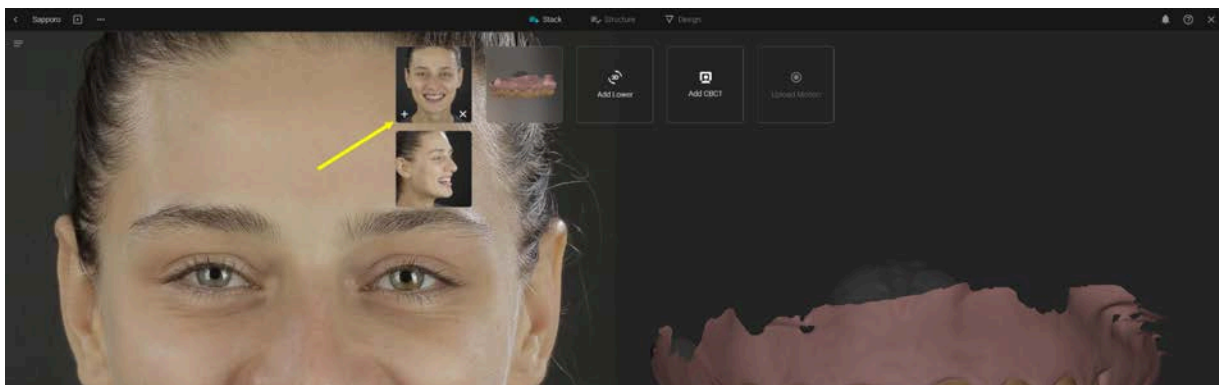 Sapporo
Stack
Structure
Design
Add Lower
Add CBCT
Upload Motion